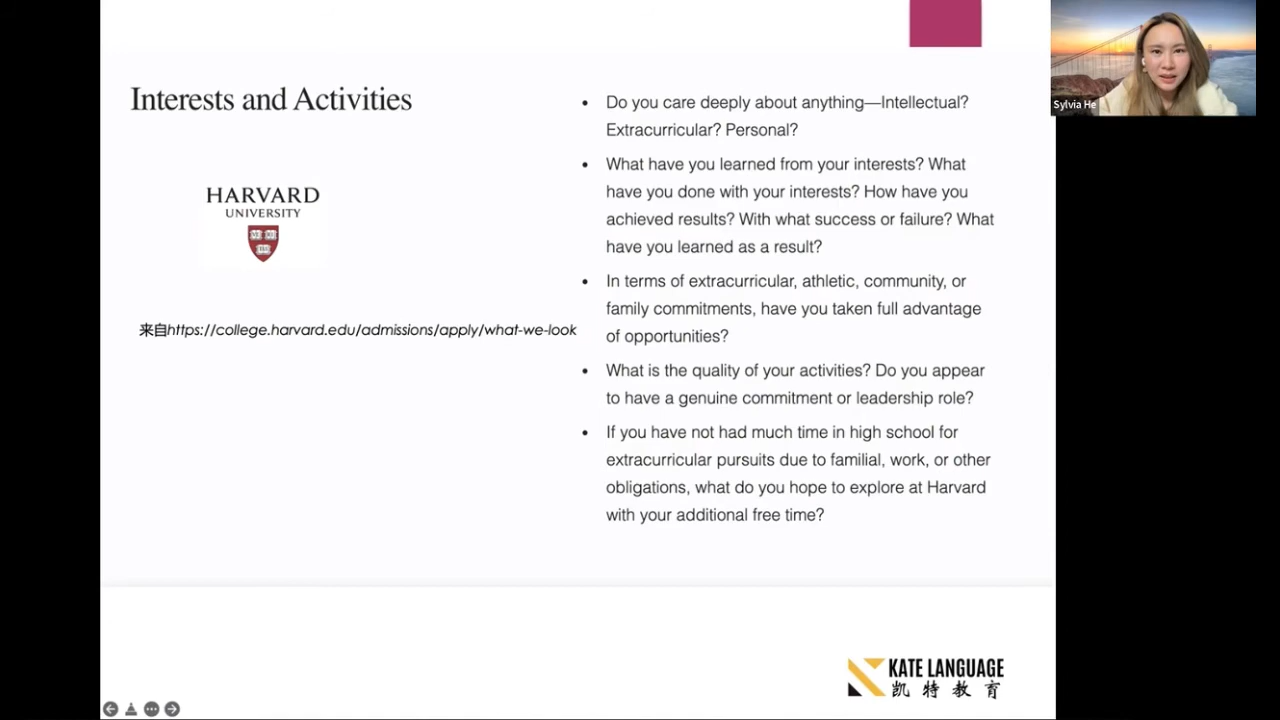 Interests and Activities
HARVARD
UNIVERSITY
来自https://college.harvard.edu/admissions/apply/what-we-look
• Do you care deeply about anything—Intellectual?
Extracurricular? Personal?
• What have you learned from your interests? What
have you done with your interests? How have you
achieved results? With what success or failure? What
have you learned as a result?
• In terms of extracurricular, athletic, community, or
family commitments, have you taken full advantage
of opportunities?
• What is the quality of your activities? Do you appear
to have a genuine commitment or leadership role?
• If you have not had much time in high school for
extracurricular pursuits due to familial, work, or other
obligations, what do you hope to explore at Harvard
with your additional free time?
Sylvia He
KATE LANGUAGE
凯特教育